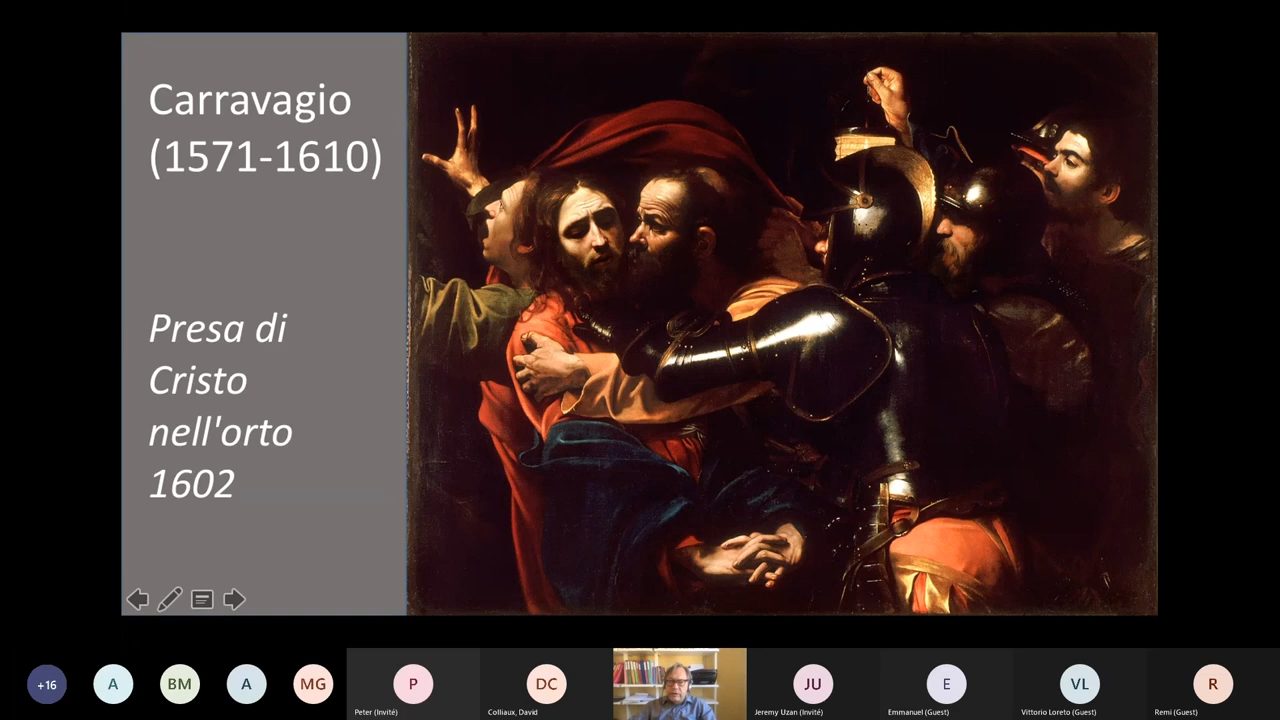 Carravagio
(1571-1610)
Presa di
Cristo
nell'orto
1602
+16
A
BM
A
MG
P
DC
JU
E
VL
R
Peter (Invité)
Colliaux, David
Jeremy Uzan (Invité)
Emmanuel (Guest)
Vittorio Loreto (Guest)
Remi (Guest)